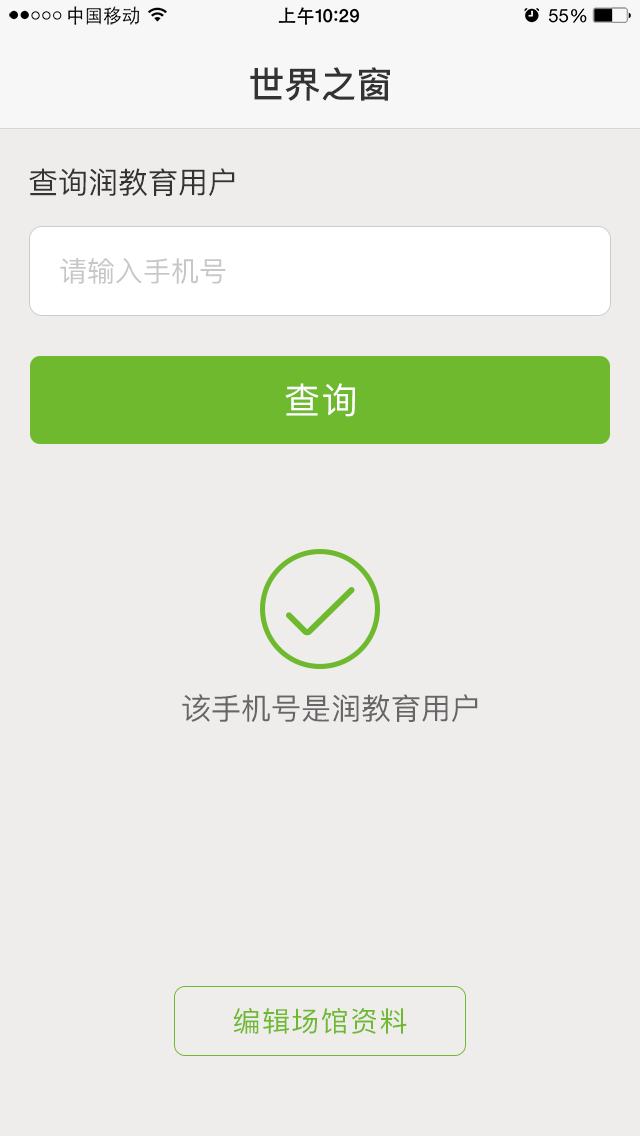 中国移动 上午10:29 55%
世界之窗
查询润教育用户
请输入手机号
查询
该手机号是润教育用户
编辑场馆资料